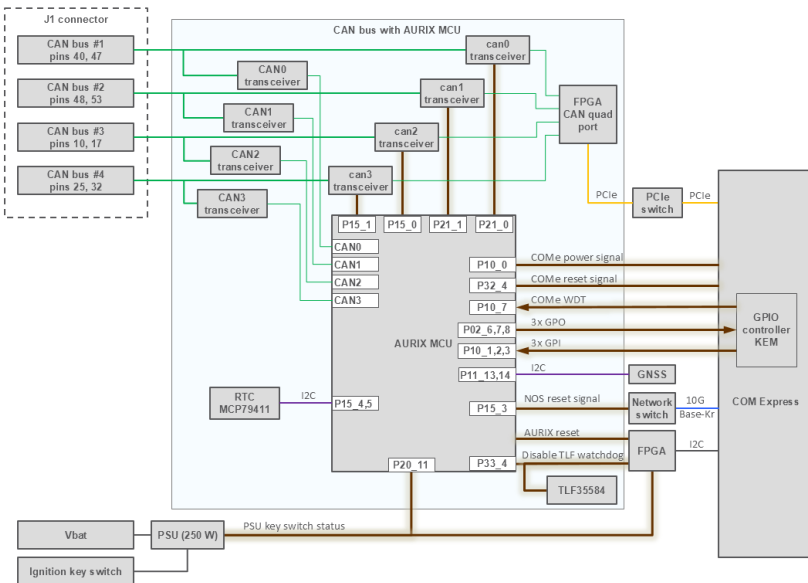 J1 connector
CAN bus with AURIX MCU
CAN bus #1
pins 40, 47
CAN bus #2
pins 48, 53
CAN bus #3
pins 10, 17
CAN bus #4
pins 25, 32
CAN0
transceiver
CAN1
transceiver
CAN2
transceiver
CAN3
transceiver
can0
transceiver
can1
transceiver
can2
transceiver
can3
transceiver
FPGA
CAN quad
port
PCIe
PCIe
switch
PCIe
P15_1
P15_0
P21_1
P21_0
CAN0
CAN1
CAN2
CAN3
AURIX MCU
P10_0
COMe power signal
P32_4
COMe reset signal
P10_7
COMe WDT
P02_6,7,8
3x GPO
P10_1,2,3
3x GPI
GPIO
controller
KEM
P11_13,14
I2C
GNSS
COM Express
RTC
MCP79411
I2C
P15_4,5
P15_3
NOS reset signal
Network
switch
10G
Base-Kr
AURIX reset
FPGA
I2C
P20_11
P33_4
Disable TLF watchdog
TLF35584
Vbat
PSU (250 W)
PSU key switch status
Ignition key switch